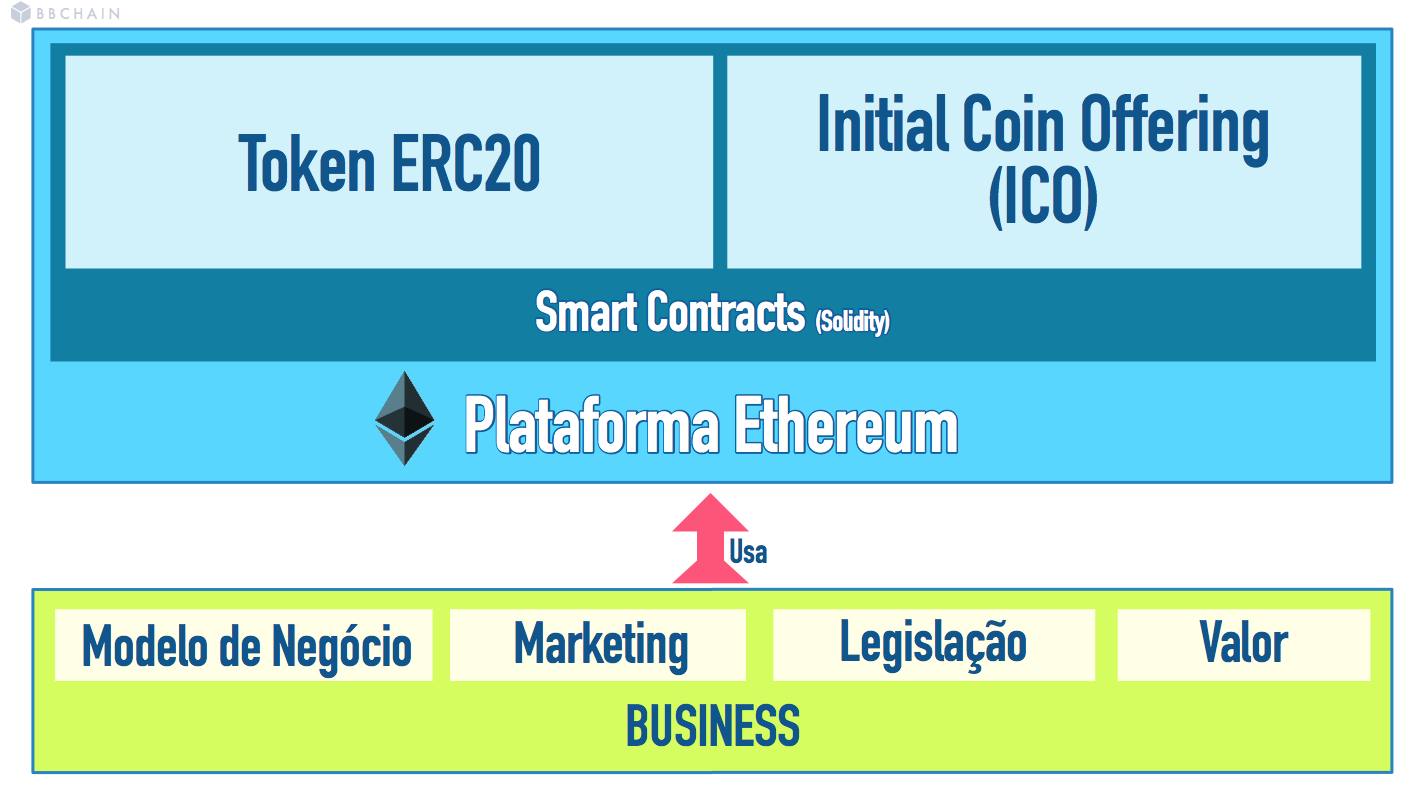 BBCHAIN
Token ERC20
Initial Coin Offering
(ICO)
Smart Contracts (Solidity)
Plataforma Ethereum
Usa
Modelo de Negócio
Marketing
Legislação
Valor
BUSINESS